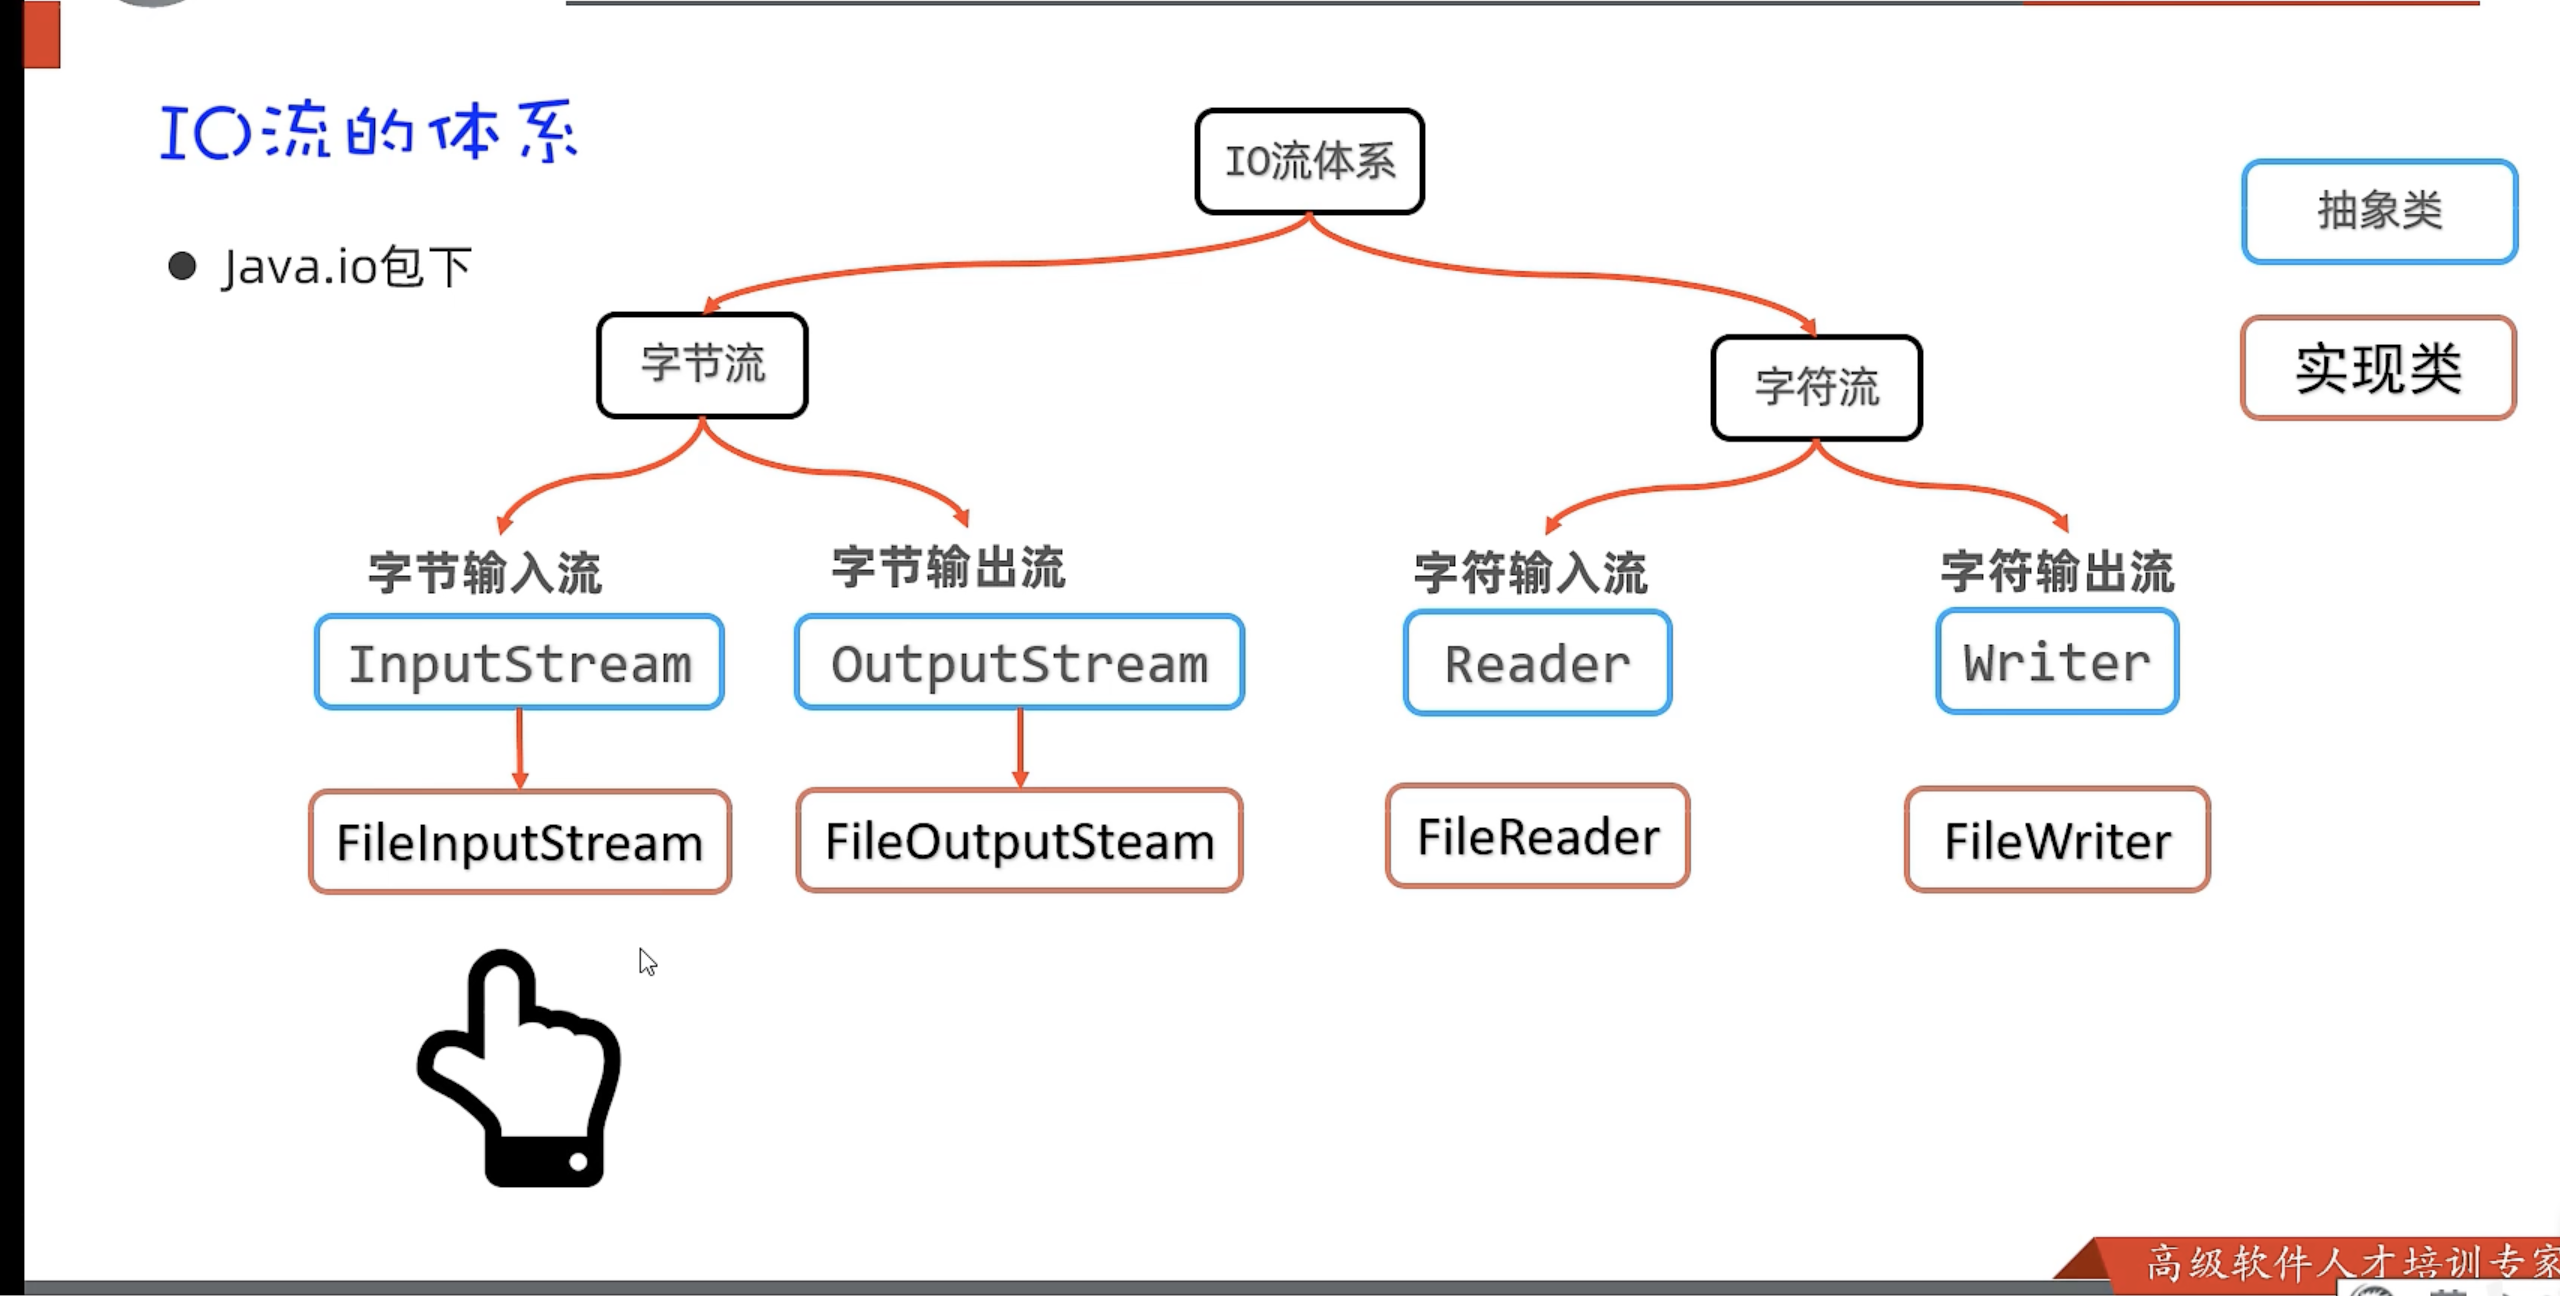 IO流的体系
Java.io包下
IO流体系
抽象类
实现类
字节流
字符流
字节输入流
字节输出流
字符输入流
字符输出流
InputStream
OutputStream
Reader
Writer
FileInputStream
FileOutputSteam
FileReader
FileWriter
高级软件人才培训专家